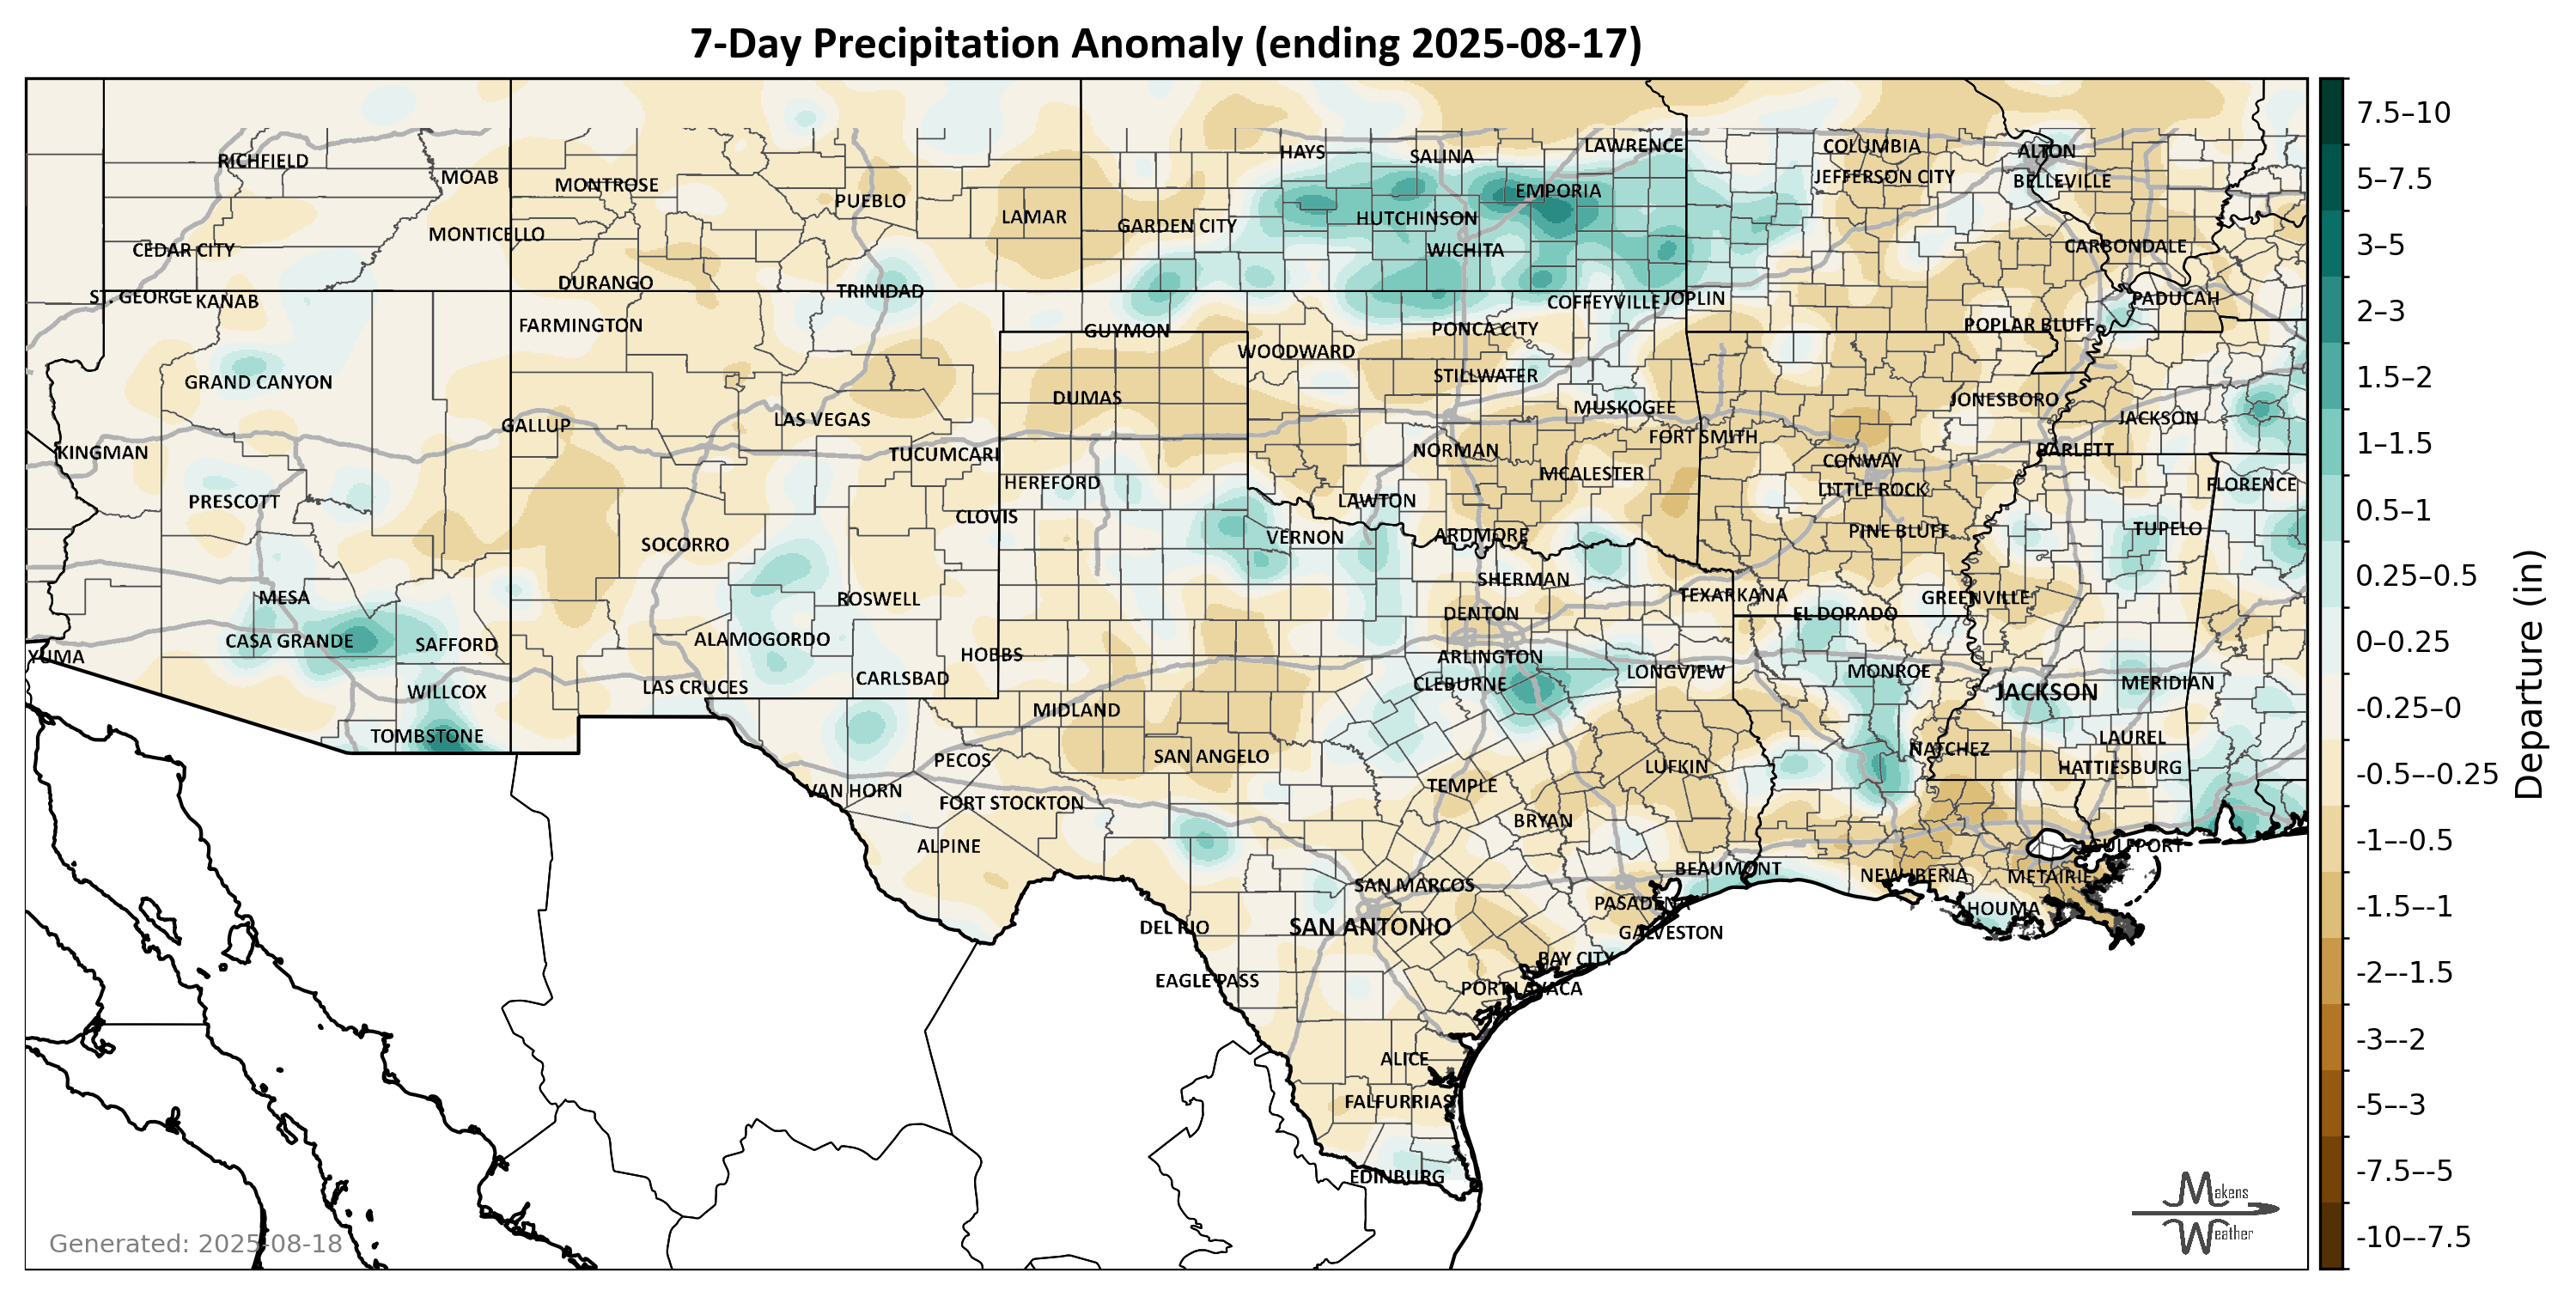 7-Day Precipitation Anomaly (ending 2025-08-17)
RICHFIELD
MOAB
MONTROSE
PUEBLO
LAMAR
GARDEN CITY
HAYS
SALINA
LAWRENCE
EMPORIA
HUTCHINSON
WICHITA
COLUMBIA
JEFFERSON CITY
ALTON
BELLEVILLE
CEDAR CITY
MONTICELLO
DURANGO
TRINIDAD
CARBONDALE
ST. GEORGE
KANAB
FARMINGTON
GUYMON
COFFEYVILLE
JOPLIN
PONCA CITY
POPLAR BLUFF
PADUCAH
GRAND CANYON
WOODWARD
STILLWATER
DUMAS
MUSKOGEE
JONESBORO
JACKSON
LAS VEGAS
GALLUP
KINGMAN
TUCUMCARI
NORMAN
FORT SMITH
CONWAY
BARLETT
PRESCOTT
HEREFORD
LAWTON
MCALESTER
LITTLE ROCK
FLORENCE
CLOVIS
VERNON
ARDMORE
PINE BLUFF
TUPELO
SOCORRO
MESA
ROSWELL
SHERMAN
TEXARKANA
GREENVILLE
DENTON
EL DORADO
CASA GRANDE
SAFFORD
ALAMOGORDO
HOBBS
ARLINGTON
YUMA
WILLCOX
LAS CRUCES
CARLSBAD
CLEBURNE
LONGVIEW
MONROE
JACKSON
MERIDIAN
MIDLAND
TOMBSTONE
SAN ANGELO
PECOS
NATCHEZ
LAUREL
LUFKIN
HATTIESBURG
VAN HORN
FORT STOCKTON
TEMPLE
BRYAN
ALPINE
GULFPORT
BEAUMONT
SAN MARCOS
NEW IBERIA
METAIRIE
PASADENA
HOUMA
DEL RIO
SAN ANTONIO
GALVESTON
BAY CITY
EAGLE PASS
PORT LAVACA
ALICE
FALFURRIAS
EDINBURG
7.5–10
5–7.5
3–5
2–3
1.5–2
1–1.5
0.5–1
0.25–0.5
0–0.25
-0.25–0
-0.5–-0.25
-1–-0.5
-1.5–-1
-2–-1.5
-3–-2
-5–-3
-7.5–-5
-10–-7.5
Departure (in)
Generated: 2025-08-18
Makens
Weather